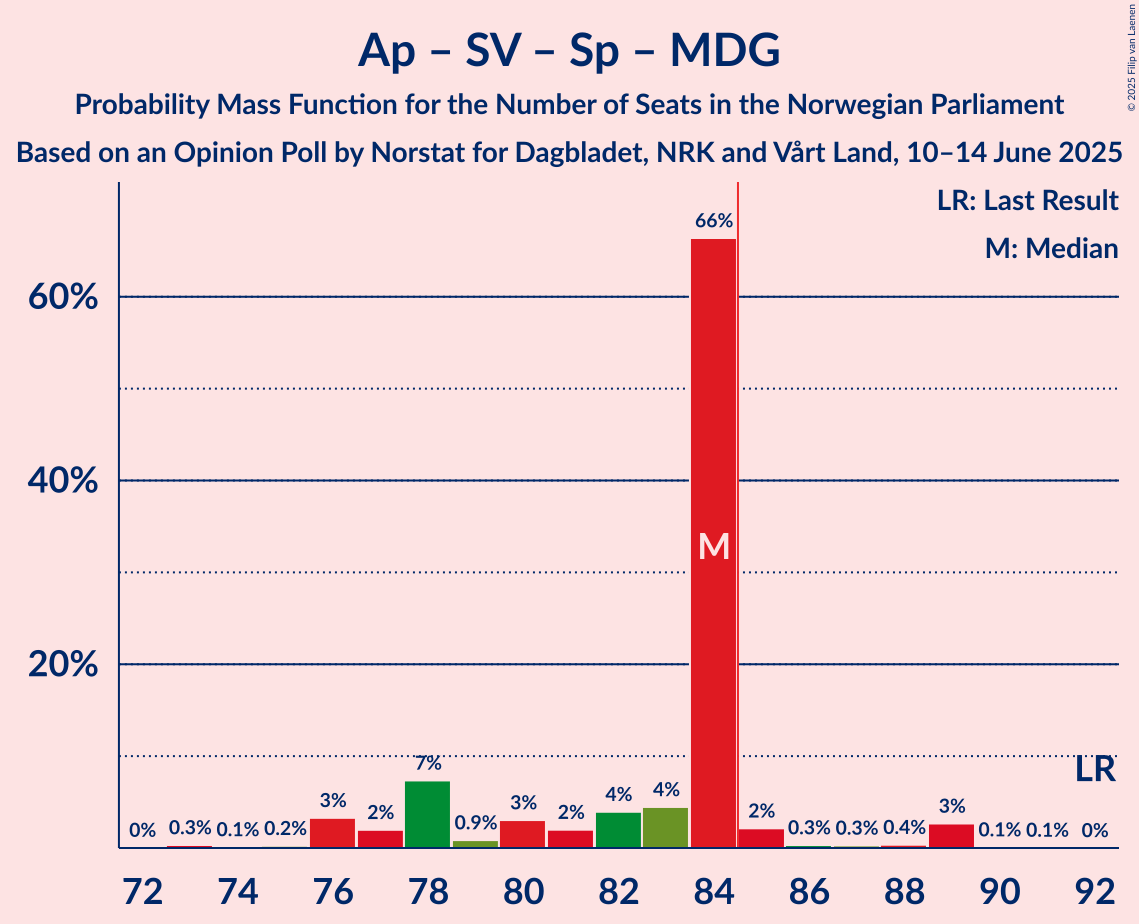 Ap – SV – Sp – MDG
Probability Mass Function for the Number of Seats in the Norwegian Parliament
Based on an Opinion Poll by Norstat for Dagbladet, NRK and Vårt Land, 10–14 June 2025
© 2025 Filip van Laenen
LR: Last Result
M: Median
66%
60%
M
40%
20%
LR
0% 0.3% 0.1% 0.2% 3% 2% 7% 0.9% 3% 2% 4% 4% 2% 0.3% 0.3% 0.4% 3% 0.1% 0.1% 0%
72 74 76 78 80 82 84 86 88 90 92